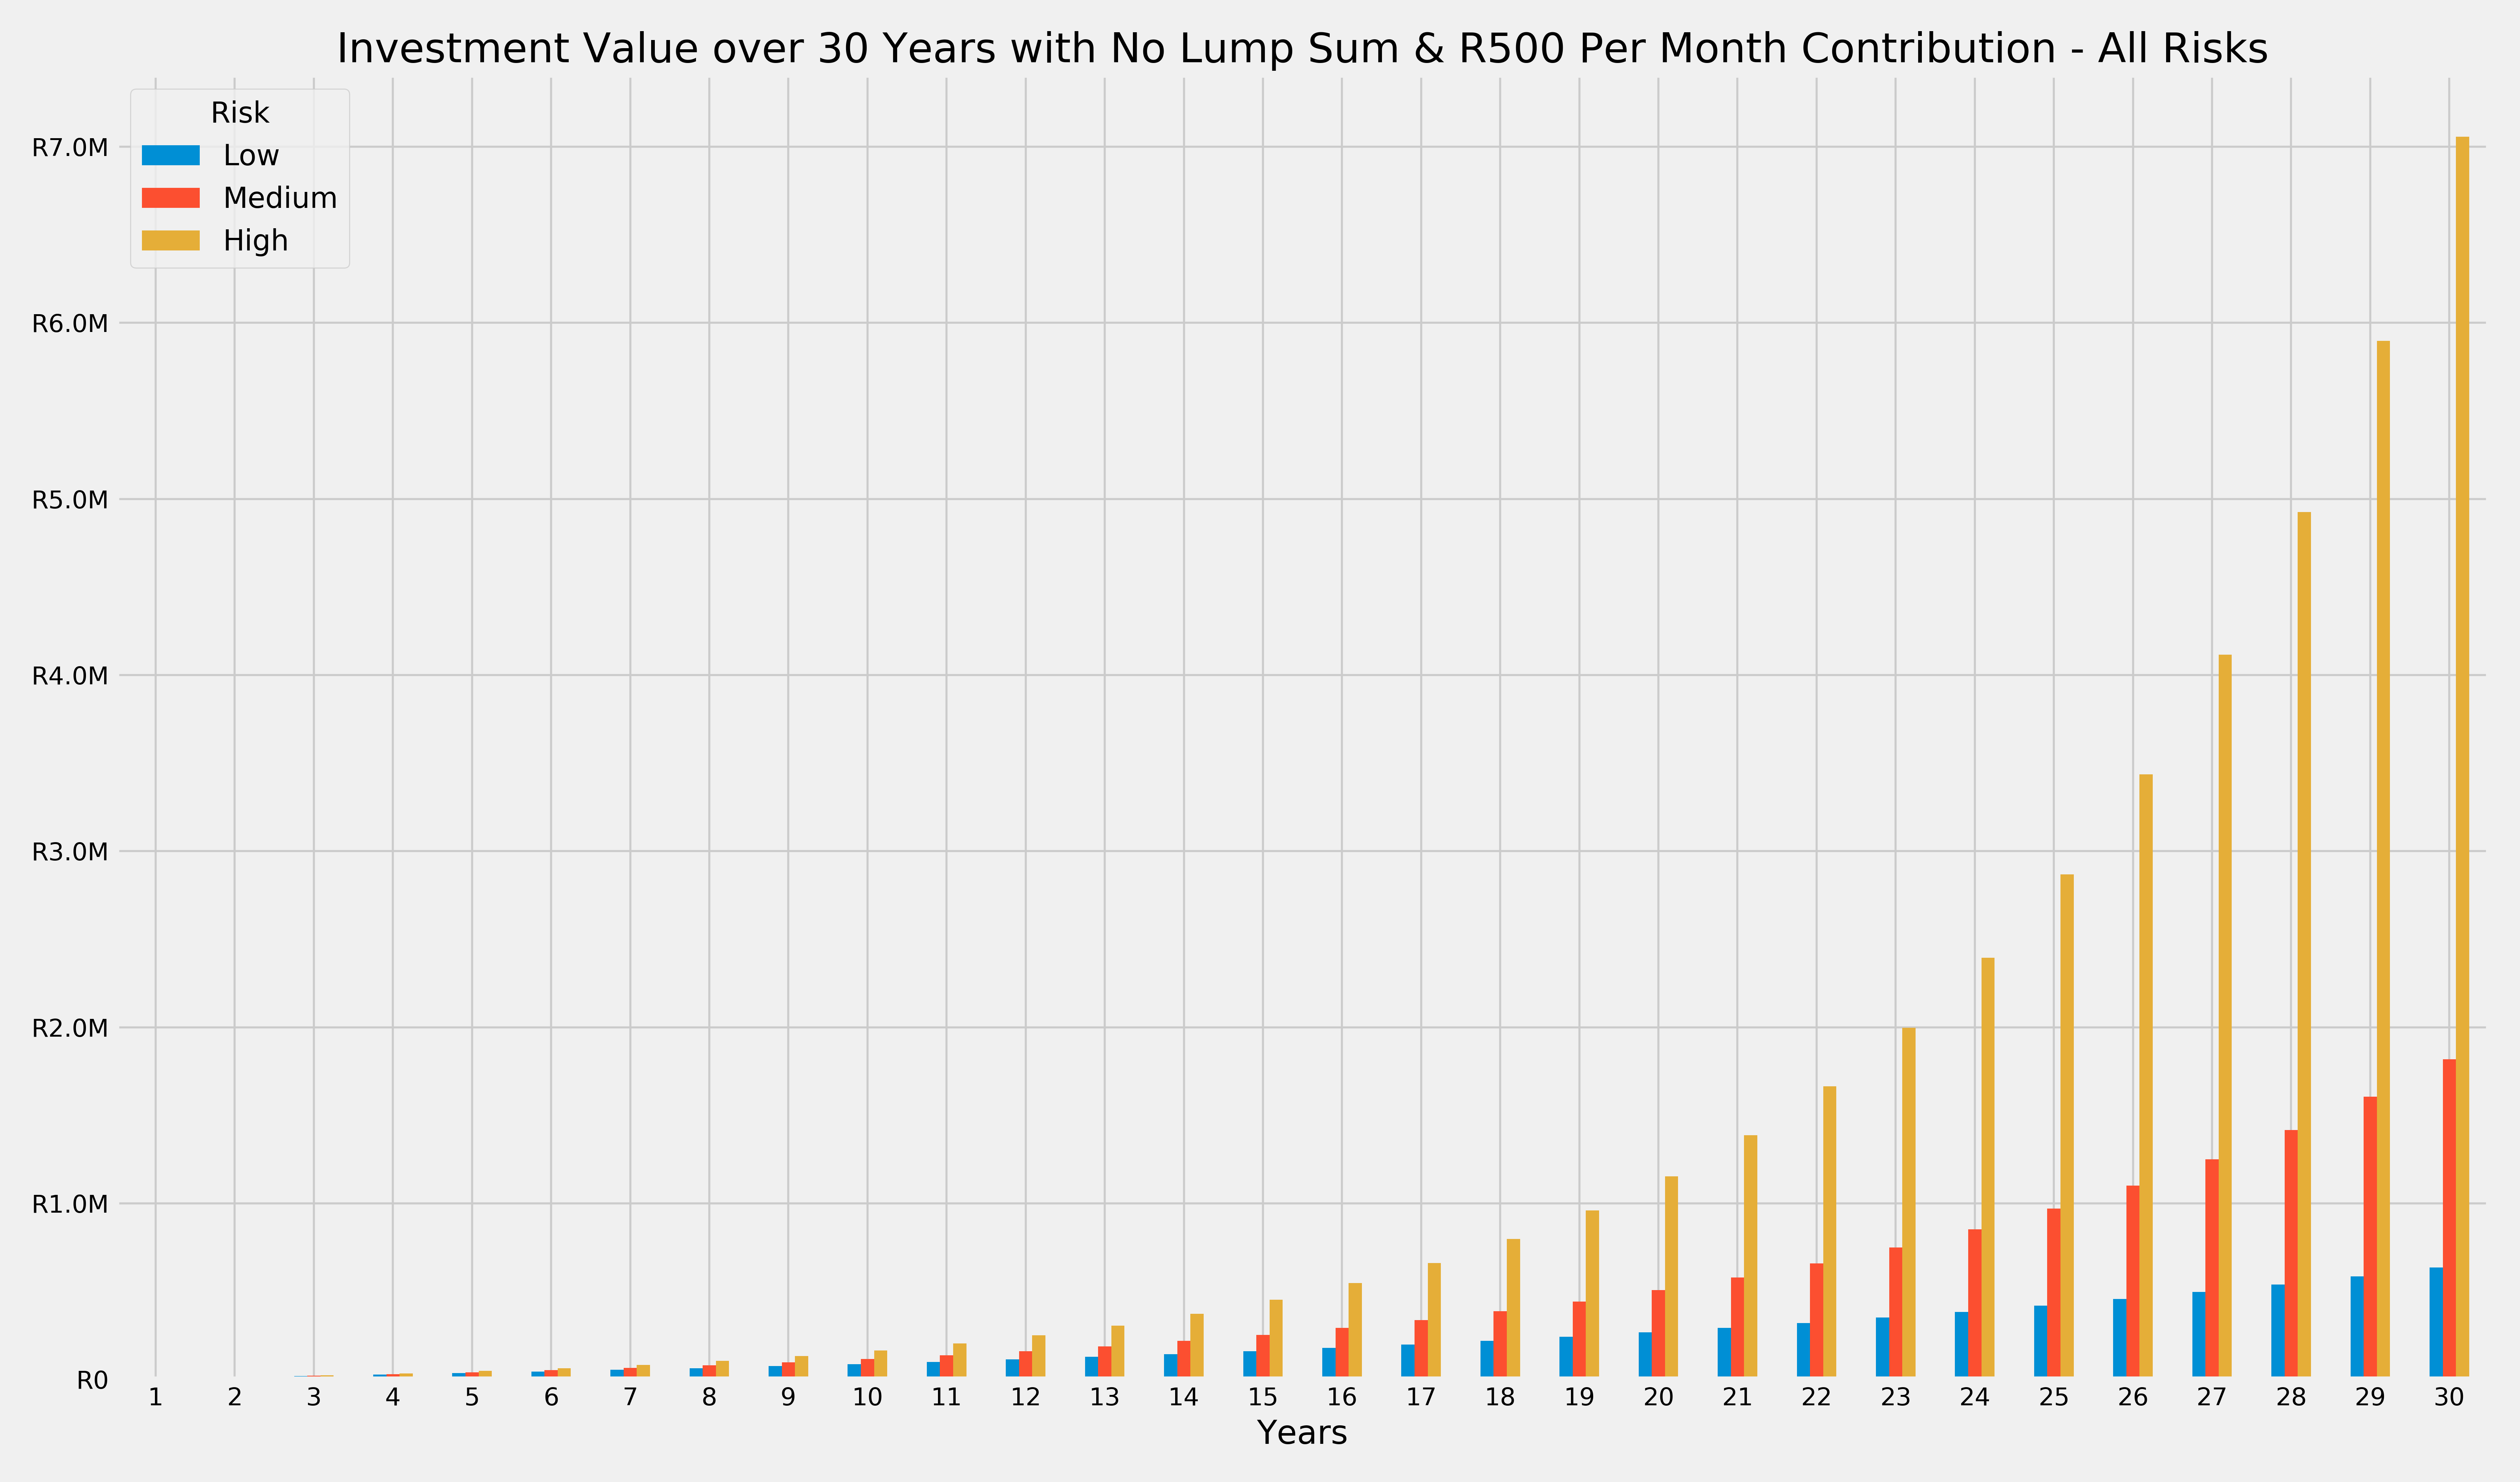 Investment Value over 30 Years with No Lump Sum & R500 Per Month Contribution - All Risks
Risk
Low
Medium
High
R7.0M
R6.0M
R5.0M
R4.0M
R3.0M
R2.0M
R1.0M
R0
1 2 3 4 5 6 7 8 9 10 11 12 13 14 15 16 17 18 19 20 21 22 23 24 25 26 27 28 29 30
Years